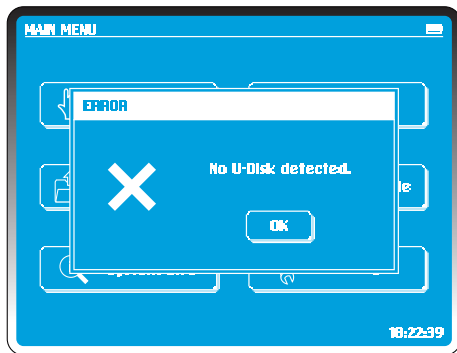 MAIN MENU
ERROR
No U-Disk detected.
OK
18:22:39